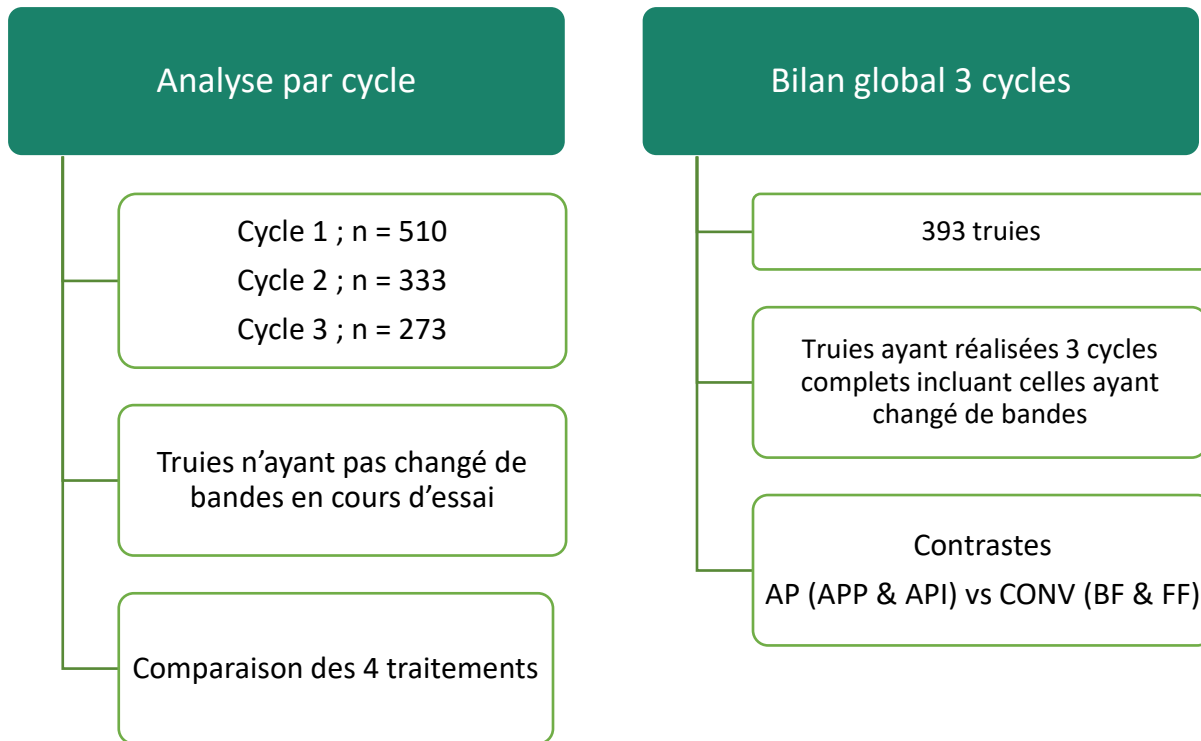 Analyse par cycle
Cycle 1 ; n = 510
Cycle 2 ; n = 333
Cycle 3 ; n = 273
Truies n’ayant pas changé de
bandes en cours d’essai
Comparaison des 4 traitements
Bilan global 3 cycles
393 truies
Truies ayant réalisées 3 cycles
complets incluant celles ayant
changé de bandes
Contrastes
AP (APP & API) vs CONV (BF & FF)